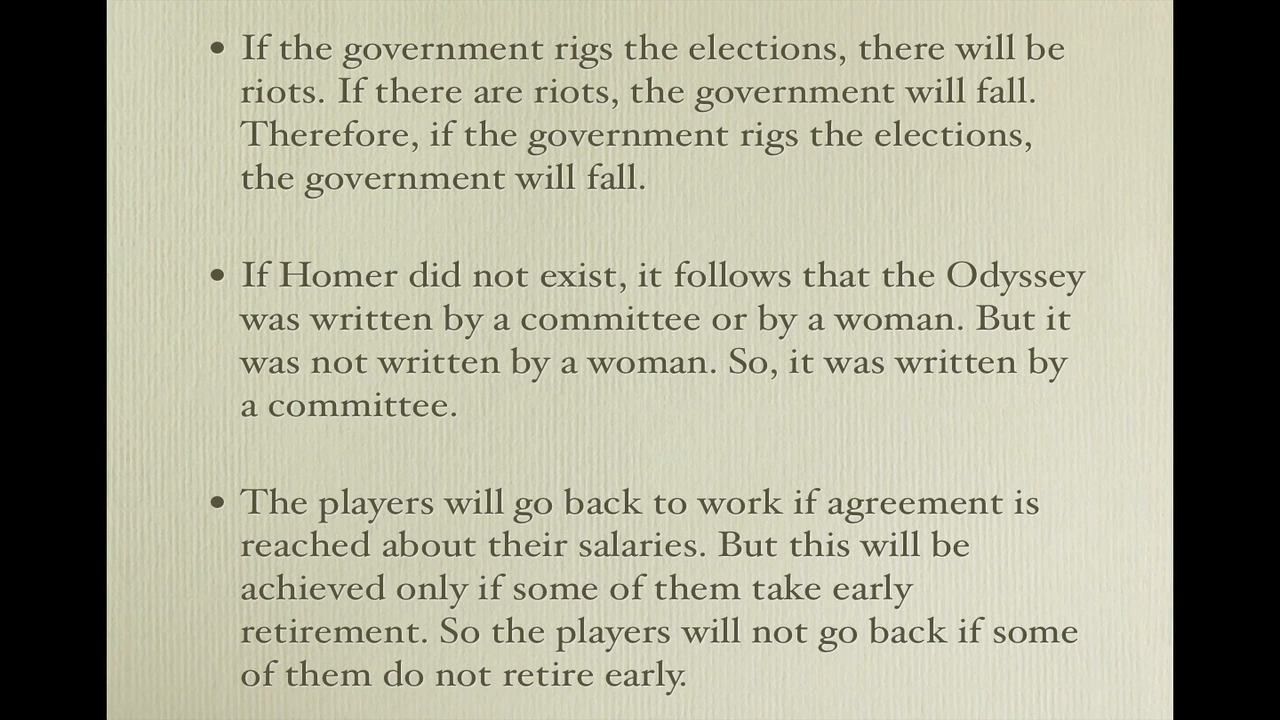 • If the government rigs the elections, there will be
riots. If there are riots, the government will fall.
Therefore, if the government rigs the elections,
the government will fall.
• If Homer did not exist, it follows that the Odyssey
was written by a committee or by a woman. But it
was not written by a woman. So, it was written by
a committee.
• The players will go back to work if agreement is
reached about their salaries. But this will be
achieved only if some of them take early
retirement. So the players will not go back if some
of them do not retire early.